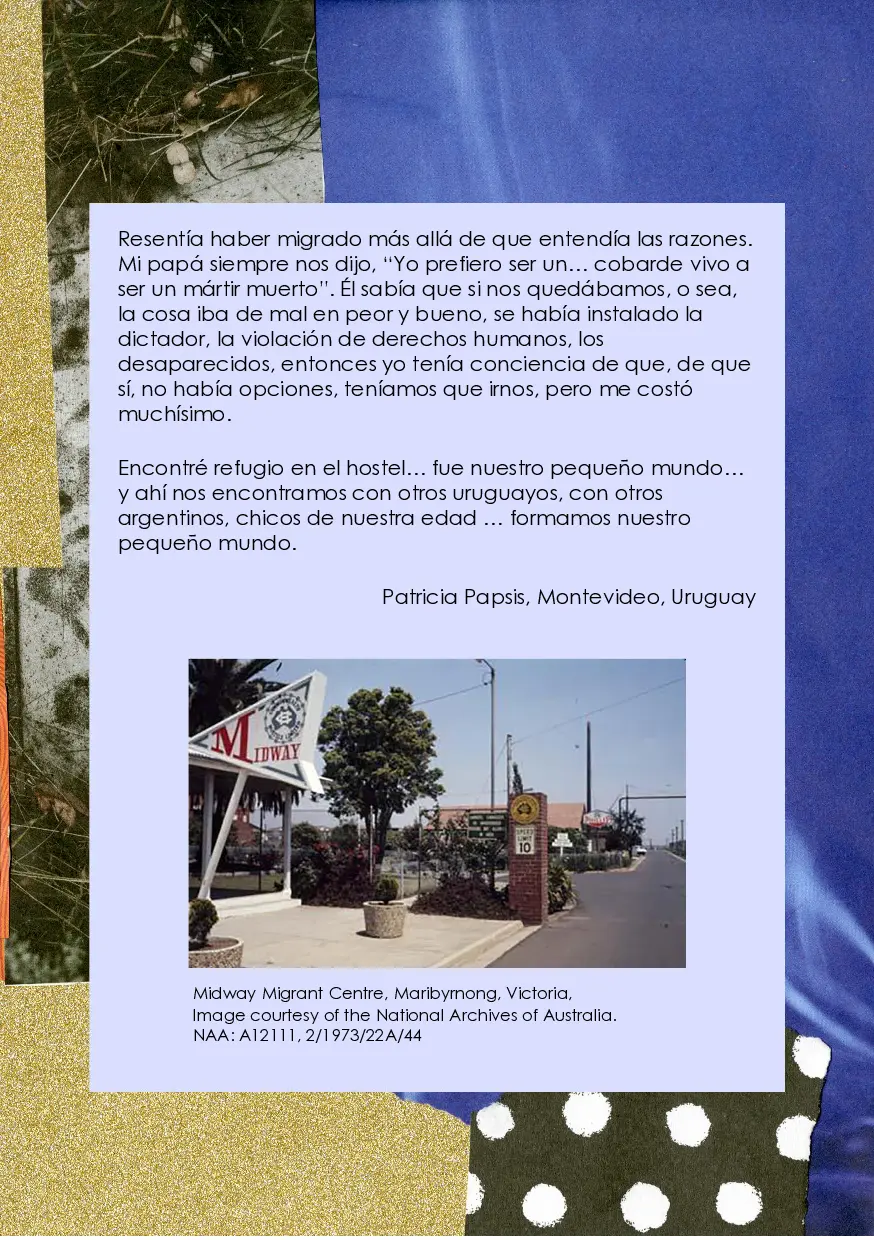 Resentía haber migrado más allá de que entendía las razones.
Mi papá siempre nos dijo, “Yo prefiero ser un… cobarde vivo a
ser un mártir muerto”. Él sabía que si nos quedábamos, o sea,
la cosa iba de mal en peor y bueno, se había instalado la
dictador, la violación de derechos humanos, los
desaparecidos, entonces yo tenía conciencia de que, de que
sí, no había opciones, teníamos que irnos, pero me costó
muchísimo.
Encontré refugio en el hostel… fue nuestro pequeño mundo…
y ahí nos encontramos con otros uruguayos, con otros
argentinos, chicos de nuestra edad … formamos nuestro
pequeño mundo.
Patricia Papsis, Montevideo, Uruguay
MIDWAY
SPEED
LIMIT
10
Midway Migrant Centre, Maribyrnong, Victoria,
Image courtesy of the National Archives of Australia.
NAA: A12111, 2/1973/22A/44